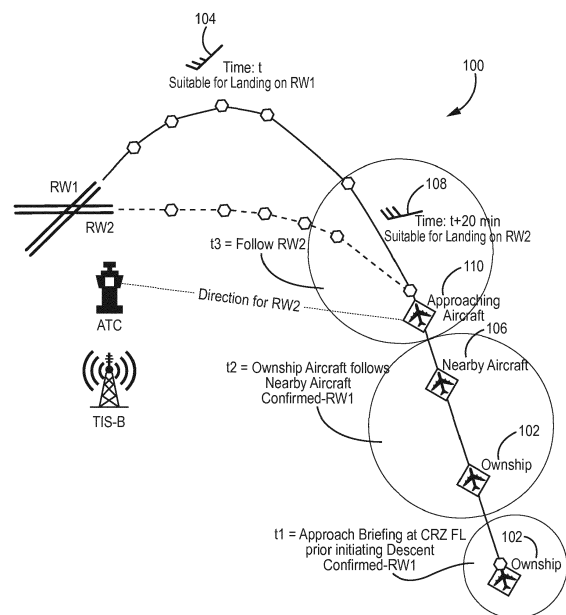 104
Time: t
Suitable for Landing on RW1
100
RW1
RW2
108
Time: t+20 min
Suitable for Landing on RW2
t3 = Follow RW2
110
Approaching
Aircraft
Direction for RW2
ATC
106
Nearby Aircraft
t2 = Ownship Aircraft follows
Nearby Aircraft
Confirmed-RW1
TIS-B
102
Ownship
t1 = Approach Briefing at CRZ FL
prior initiating Descent
Confirmed-RW1
102
Ownship